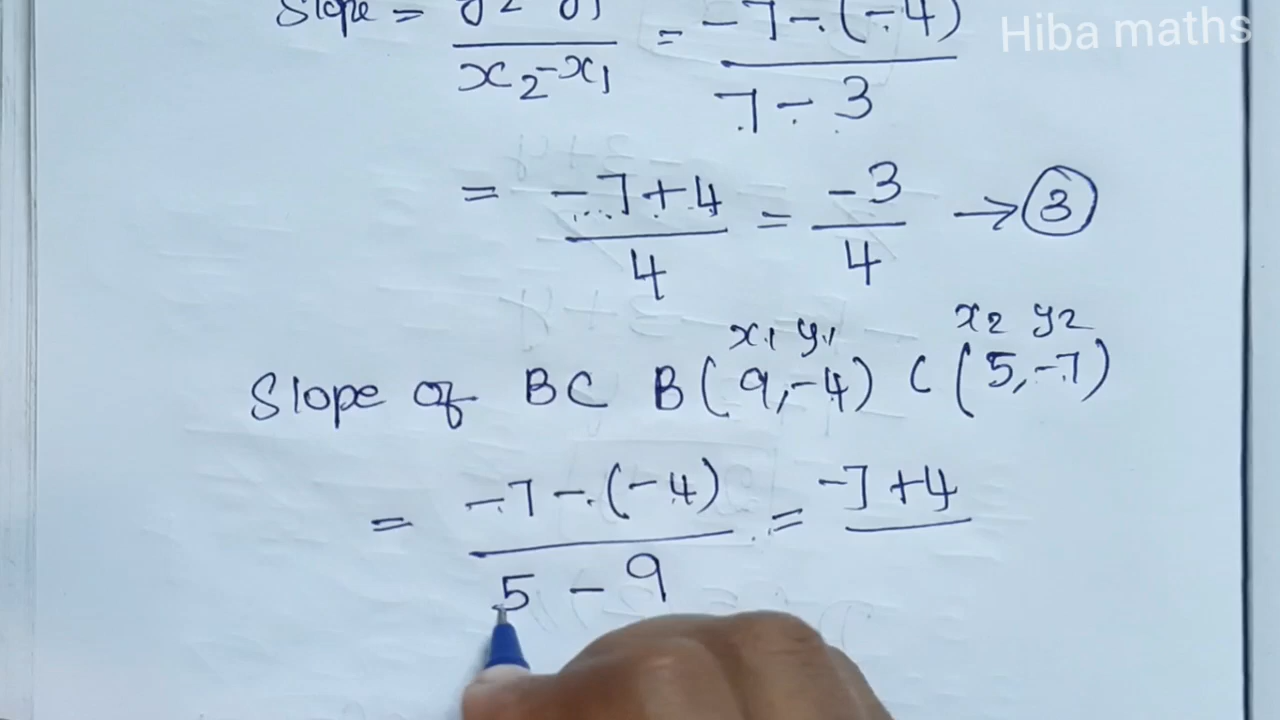 Slope = y2-y1 / x2-x1 = -7-(-4) / 7-3
Hiba maths
= -7+4 / 4 = -3 / 4 → 3
x1 y1 x2 y2
Slope of BC B(9,-4) C(5,-7)
= -7-(-4) / 5-9 = -7+4